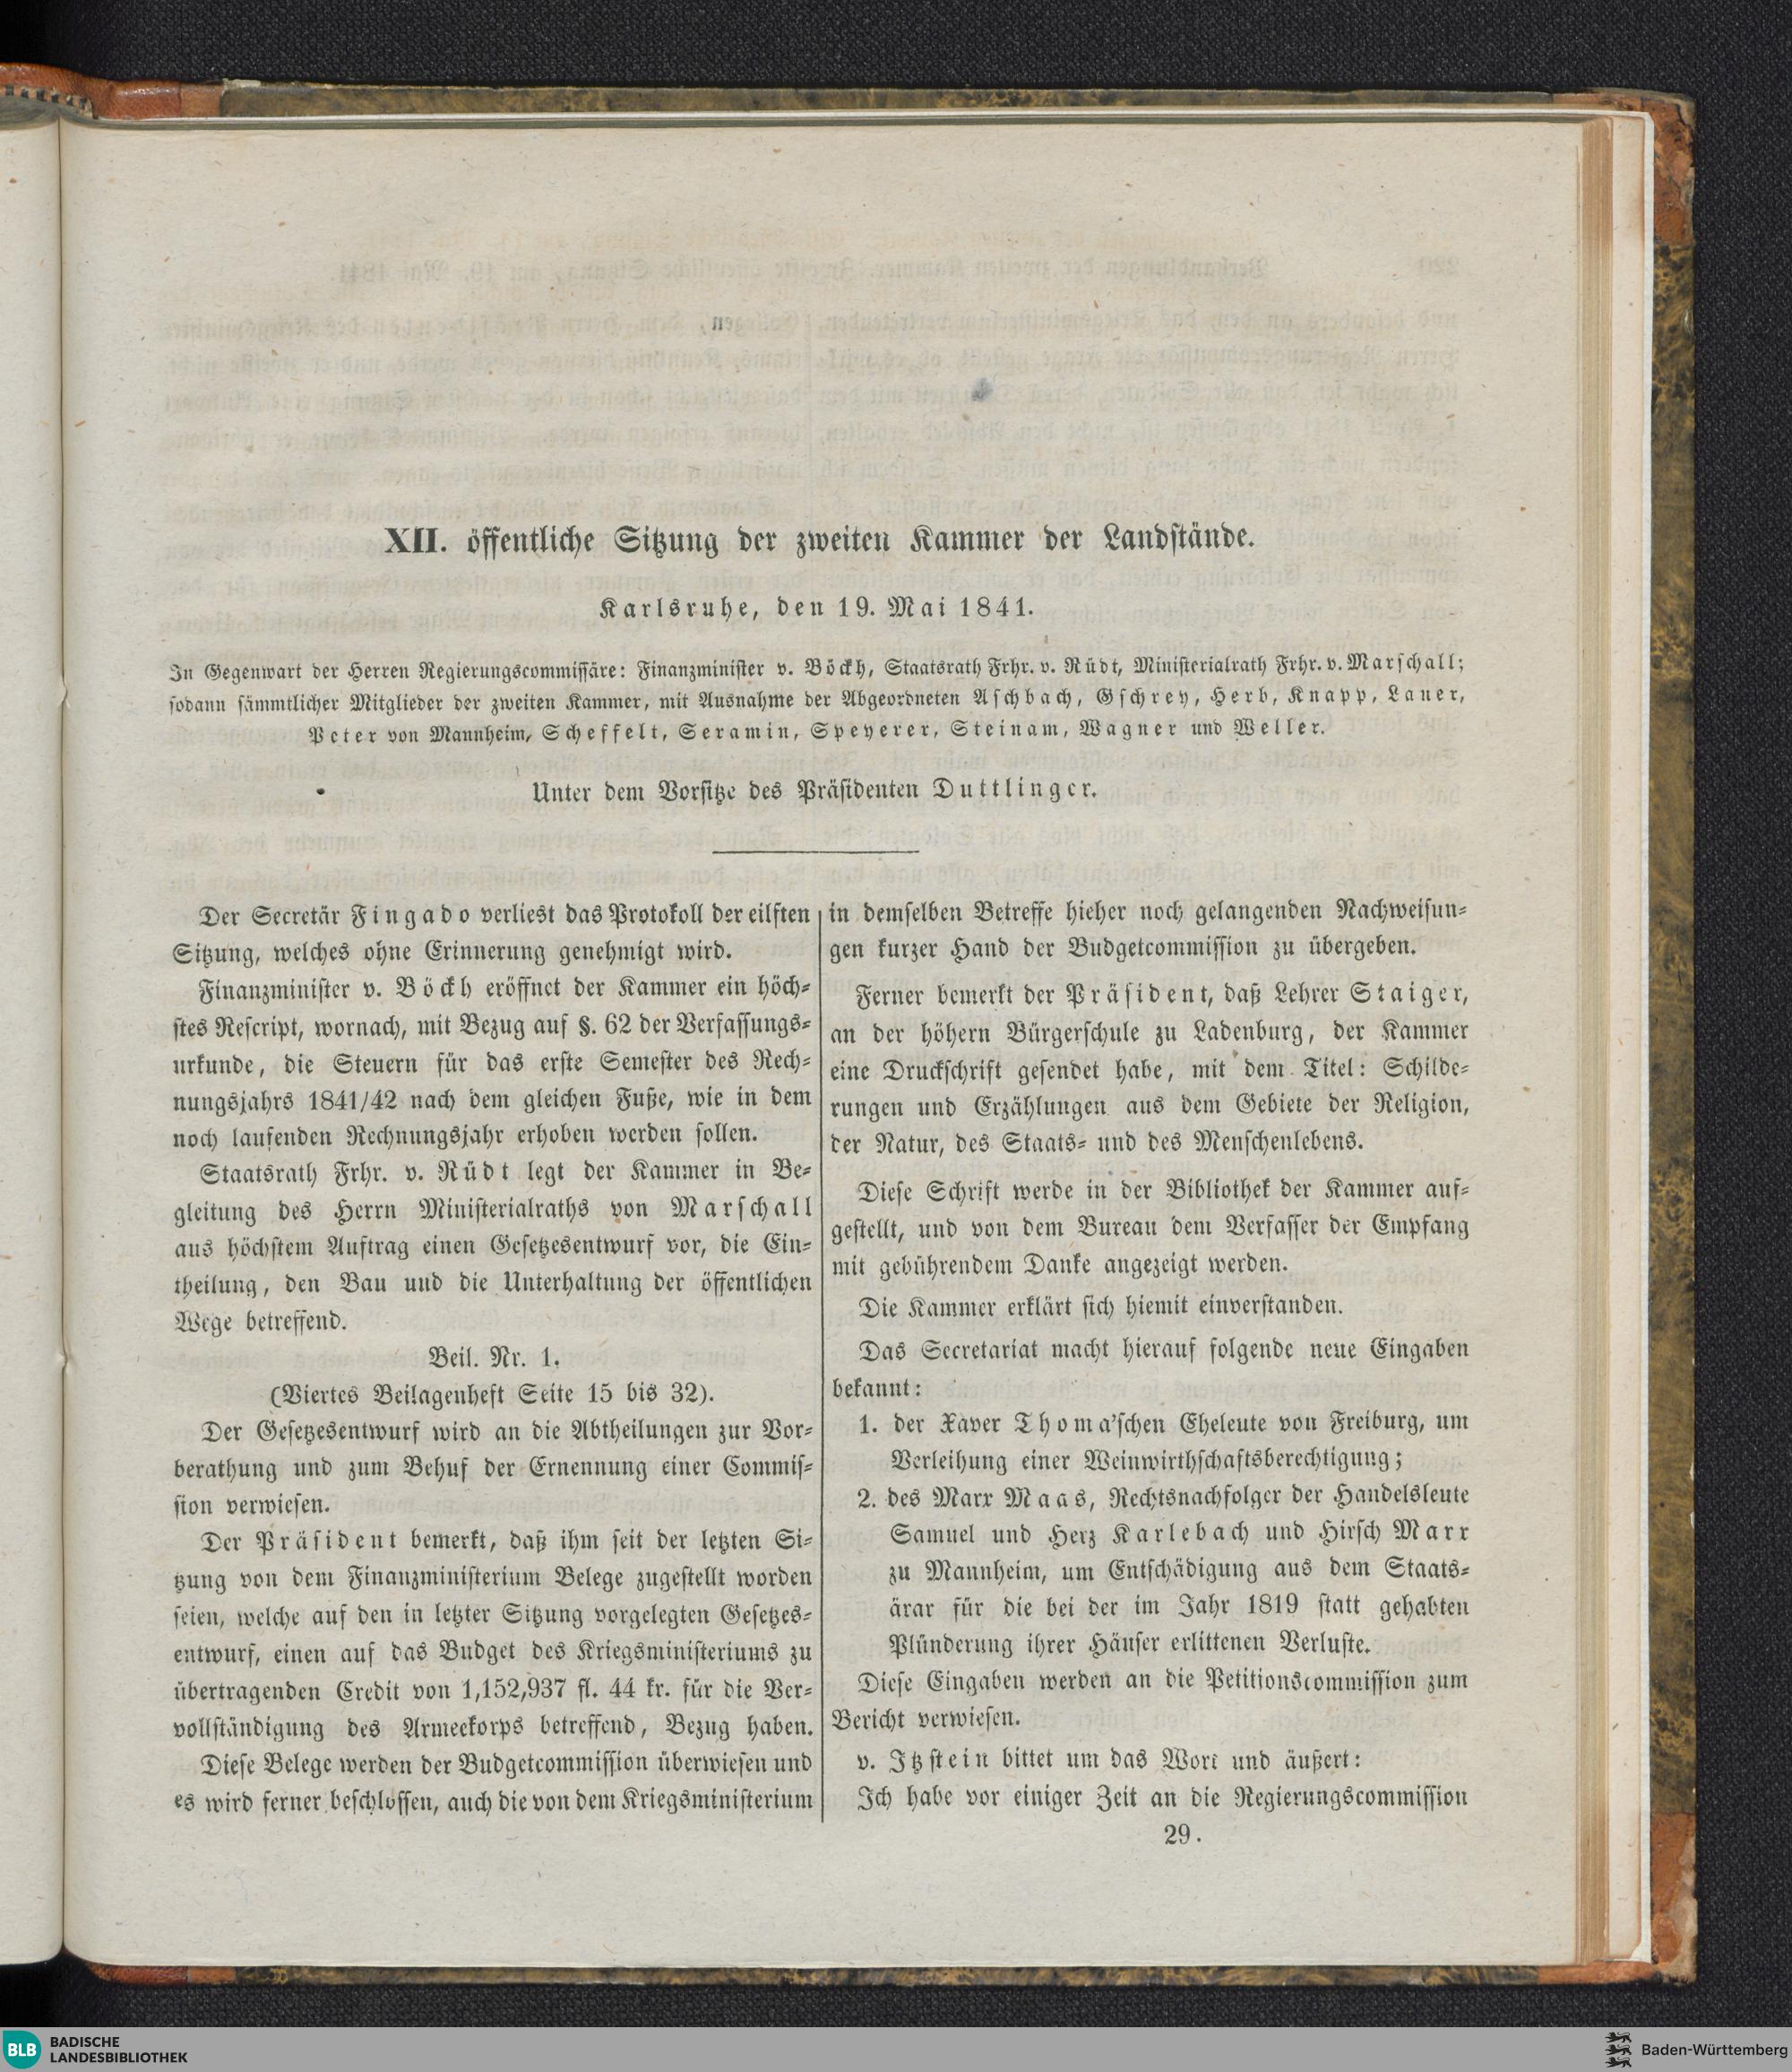 XII. öffentliche Sitzung der zweiten Kammer der Landstände.
Karlsruhe, den 19. Mai 1841.
In Gegenwart der Herren Regierungscommissäre: Finanzminister v. Böckh, Staatsrath Frhr. v. Rüdt, Ministerialrath Frhr. v. Marschall;
sodann sämmtlicher Mitglieder der zweiten Kammer, mit Ausnahme der Abgeordneten Aschbach, Gschrey, Herb, Knapp, Lauer,
Peter von Mannheim, Scheffelt, Seramin, Speyerer, Steinam, Wagner und Weller.
Unter dem Vorsitze des Präsidenten Duttlinger.
Der Secretär Fingado verliest das Protokoll der eilften
Sitzung, welches ohne Erinnerung genehmigt wird.
Finanzminister v. Böckh eröffnet der Kammer ein höch-
stes Rescript, wornach, mit Bezug auf §. 62 der Verfassungs-
urkunde, die Steuern für das erste Semester des Rech-
nungsjahrs 1841/42 nach dem gleichen Fuße, wie in dem
noch laufenden Rechnungsjahr erhoben werden sollen.
Staatsrath Frhr. v. Rüdt legt der Kammer in Be-
gleitung des Herrn Ministerialraths von Marschall
aus höchstem Auftrag einen Gesetzesentwurf vor, die Ein-
theilung, den Bau und die Unterhaltung der öffentlichen
Wege betreffend.
Beil. Nr. 1.
(Viertes Beilagenheft Seite 15 bis 32).
Der Gesetzesentwurf wird an die Abtheilungen zur Vor-
berathung und zum Behuf der Ernennung einer Commis-
sion verwiesen.
Der Präsident bemerkt, daß ihm seit der letzten Si-
tzung von dem Finanzministerium Belege zugestellt worden
seien, welche auf den in letzter Sitzung vorgelegten Gesetzes-
entwurf, einen auf das Budget des Kriegsministeriums zu
übertragenden Credit von 1,152,937 fl. 44 kr. für die Ver-
vollständigung des Armeekorps betreffend, Bezug haben.
Diese Belege werden der Budgetcommission überwiesen und
es wird ferner beschlossen, auch die von dem Kriegsministerium
in demselben Betreffe hieher noch gelangenden Nachweisun-
gen kurzer Hand der Budgetcommission zu übergeben.
Ferner bemerkt der Präsident, daß Lehrer Staiger,
an der höhern Bürgerschule zu Ladenburg, der Kammer
eine Druckschrift gesendet habe, mit dem Titel: Schilde-
rungen und Erzählungen aus dem Gebiete der Religion,
der Natur, des Staats- und des Menschenlebens.
Diese Schrift werde in der Bibliothek der Kammer auf-
gestellt, und von dem Bureau dem Verfasser der Empfang
mit gebührendem Danke angezeigt werden.
Die Kammer erklärt sich hiemit einverstanden.
Das Secretariat macht hierauf folgende neue Eingaben
bekannt:
1. der Xaver Thoma'schen Eheleute von Freiburg, um
Verleihung einer Weinwirthschaftsberechtigung;
2. des Marx Maas, Rechtsnachfolger der Handelsleute
Samuel und Herz Karlebach und Hirsch Marx
zu Mannheim, um Entschädigung aus dem Staats-
ärar für die bei der im Jahr 1819 statt gehabten
Plünderung ihrer Häuser erlittenen Verluste.
Diese Eingaben werden an die Petitionscommission zum
Bericht verwiesen.
v. Itzstein bittet um das Wort und äußert:
Ich habe vor einiger Zeit an die Regierungscommission
29.
BLB BADISCHE
LANDESBIBLIOTHEK
Baden-Württemberg